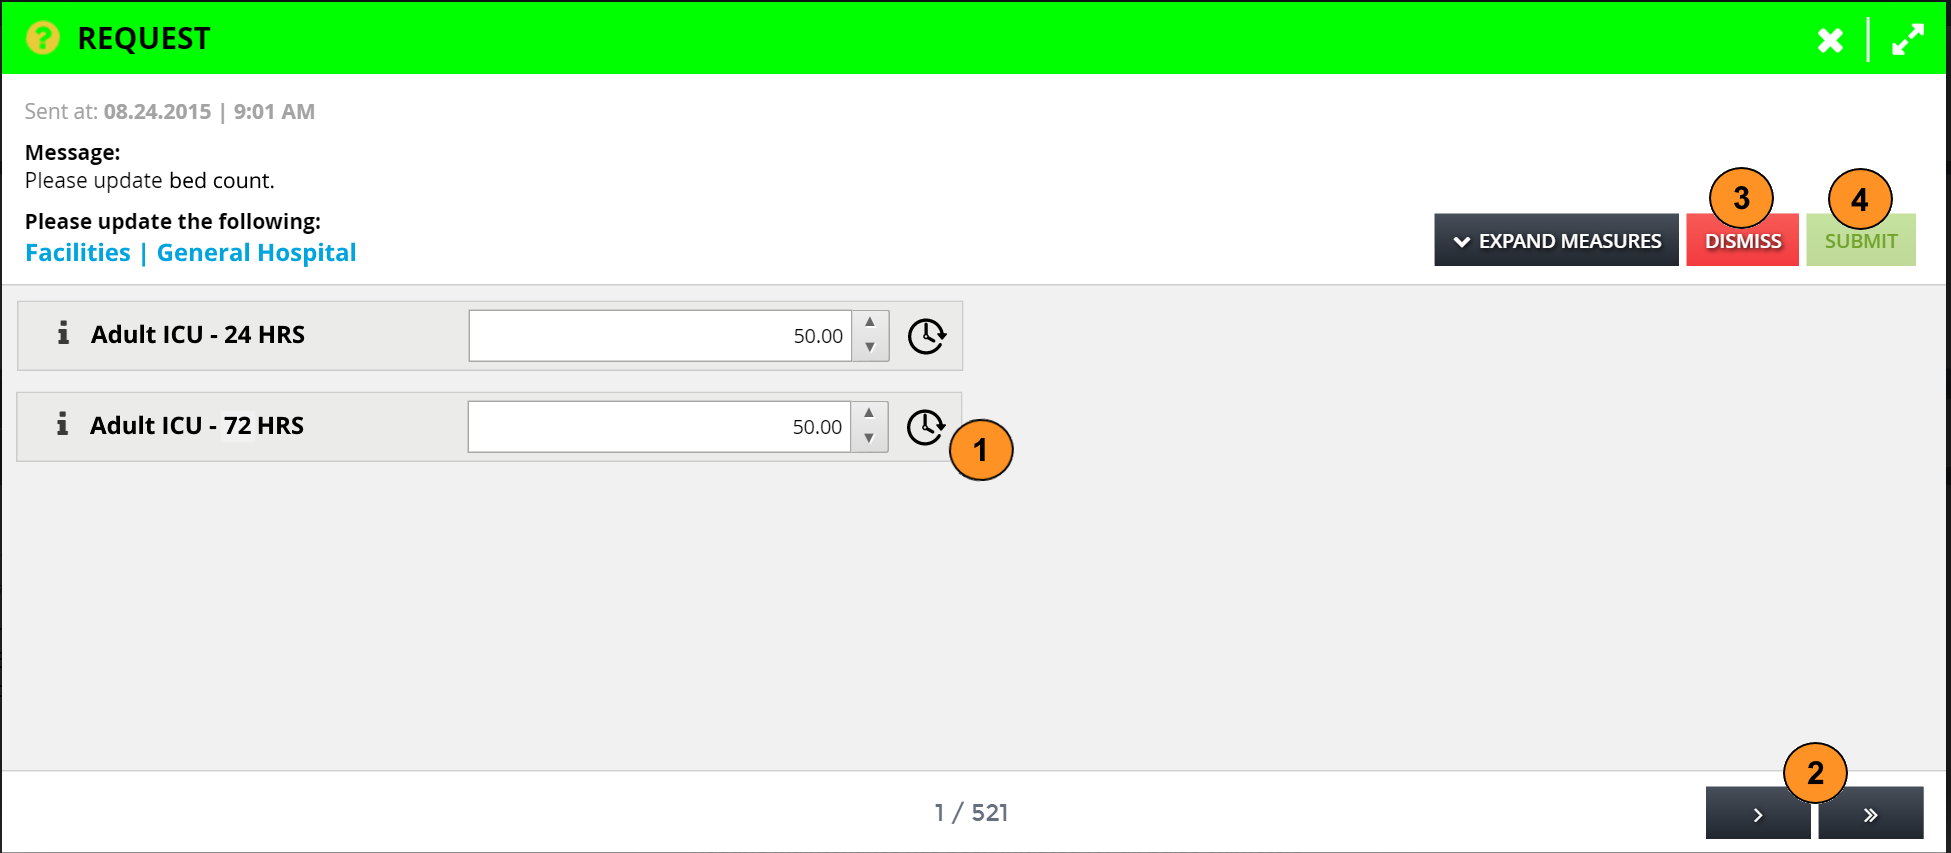 ? REQUEST
Sent at: 08.24.2015 | 9:01 AM
Message:
Please update bed count.
Please update the following:
Facilities | General Hospital
3
4
EXPAND MEASURES DISMISS SUBMIT
i Adult ICU - 24 HRS 50.00
i Adult ICU - 72 HRS 50.00
1
2
1 / 521